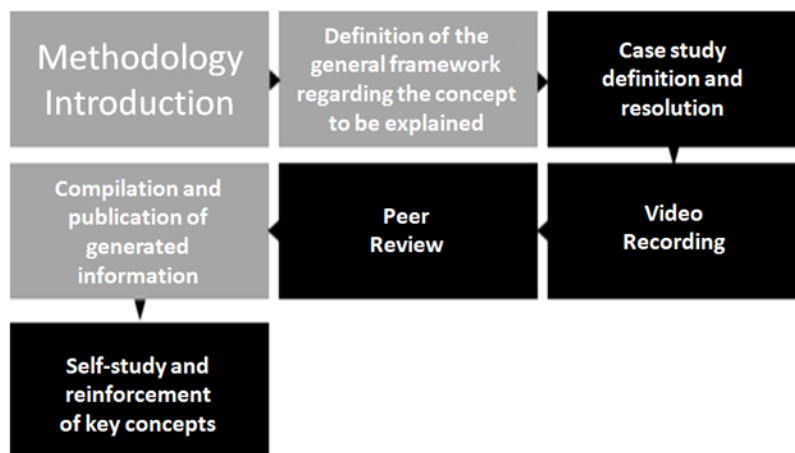 Methodology
Introduction
Definition of the
general framework
regarding the concept
to be explained
Case study
definition and
resolution
Video
Recording
Peer
Review
Compilation and
publication of
generated
information
Self-study and
reinforcement
of key concepts